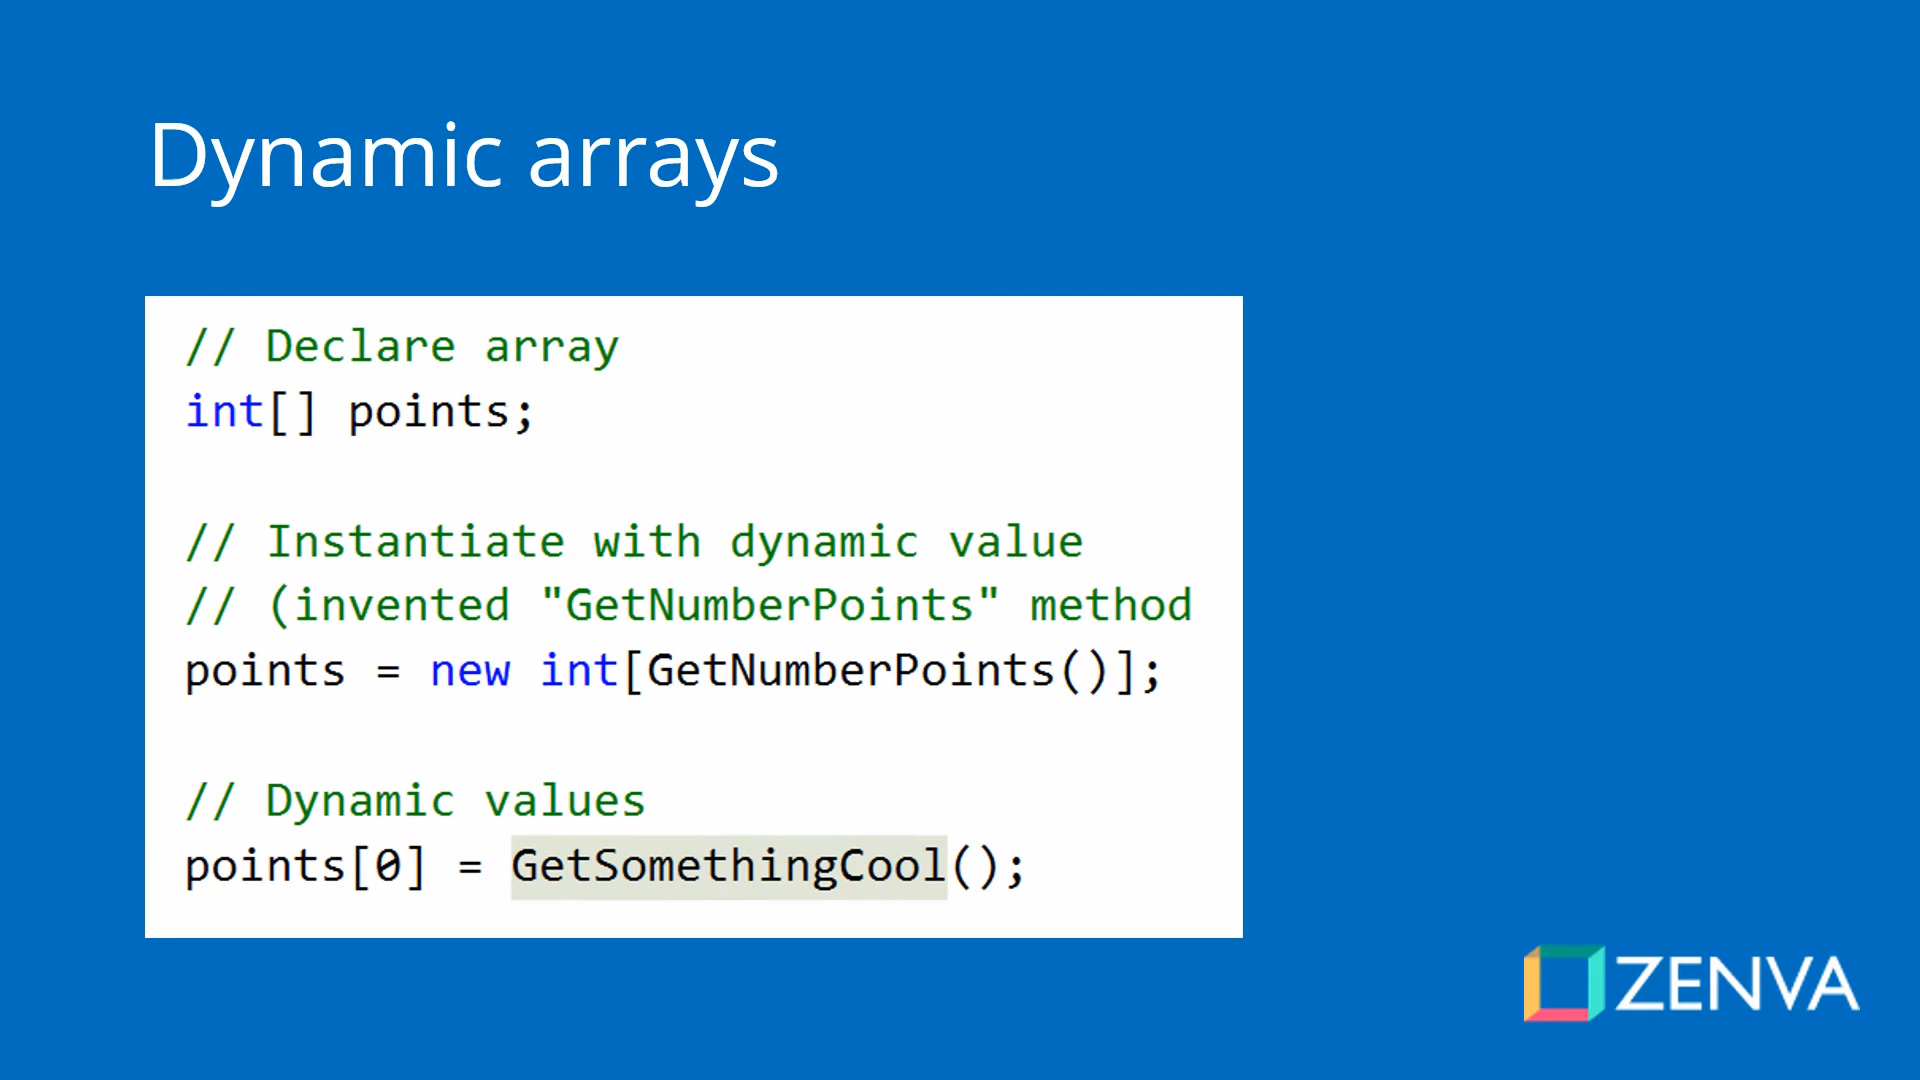 Dynamic arrays
// Declare array
int[] points;
// Instantiate with dynamic value
// (invented "GetNumberPoints" method
points = new int[GetNumberPoints()];
// Dynamic values
points[0] = GetSomethingCool();
ZENVA